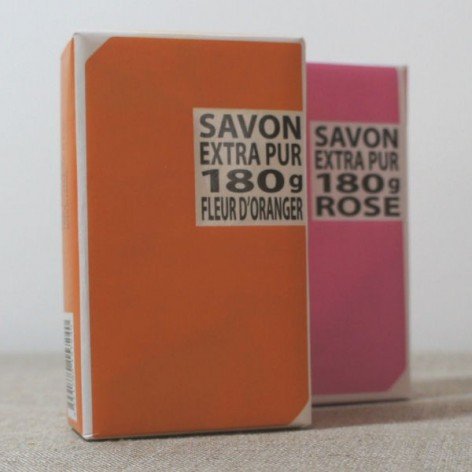 SAVON
EXTRA PUR
180g
FLEUR D'ORANGER
SAVON
EXTRA PUR
180g
ROSE